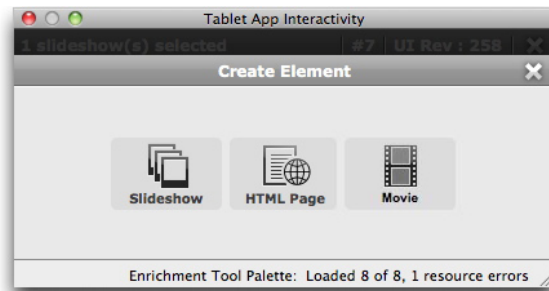 Tablet App Interactivity
1 slideshow(s) selected #7 UI Rev : 258 X
Create Element X
Slideshow HTML Page Movie
Enrichment Tool Palette: Loaded 8 of 8, 1 resource errors